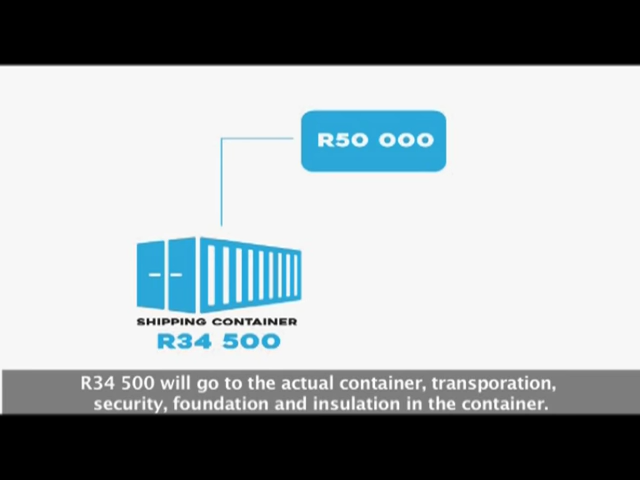 R50 000
SHIPPING CONTAINER
R34 500
R34 500 will go to the actual container, transporation,
security, foundation and insulation in the container.